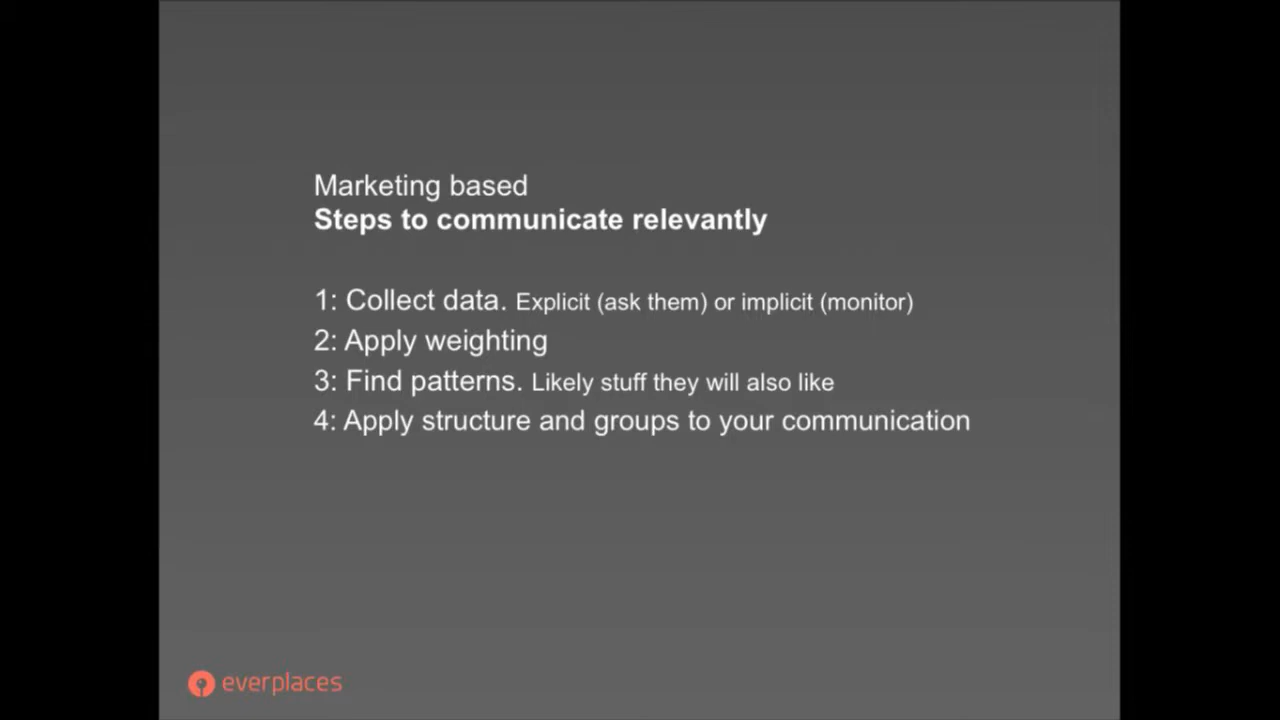 Marketing based
Steps to communicate relevantly
1: Collect data. Explicit (ask them) or implicit (monitor)
2: Apply weighting
3: Find patterns. Likely stuff they will also like
4: Apply structure and groups to your communication
everplaces